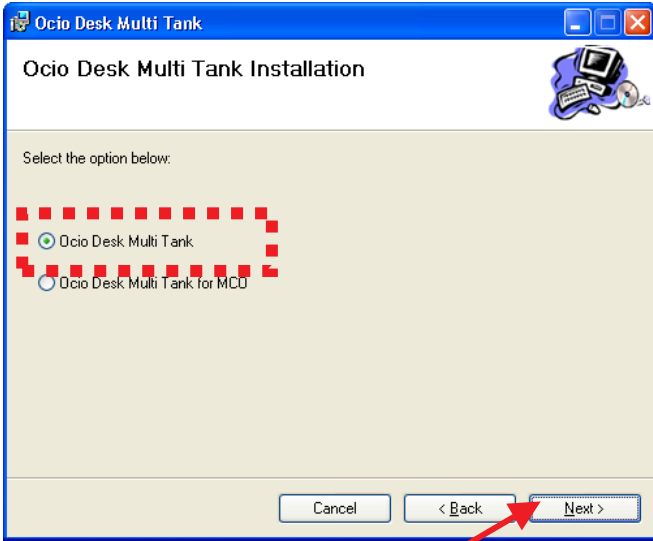 Ocio Desk Multi Tank
Ocio Desk Multi Tank Installation
Select the option below:
Ocio Desk Multi Tank
Ocio Desk Multi Tank for MCO
Cancel
< Back
Next >